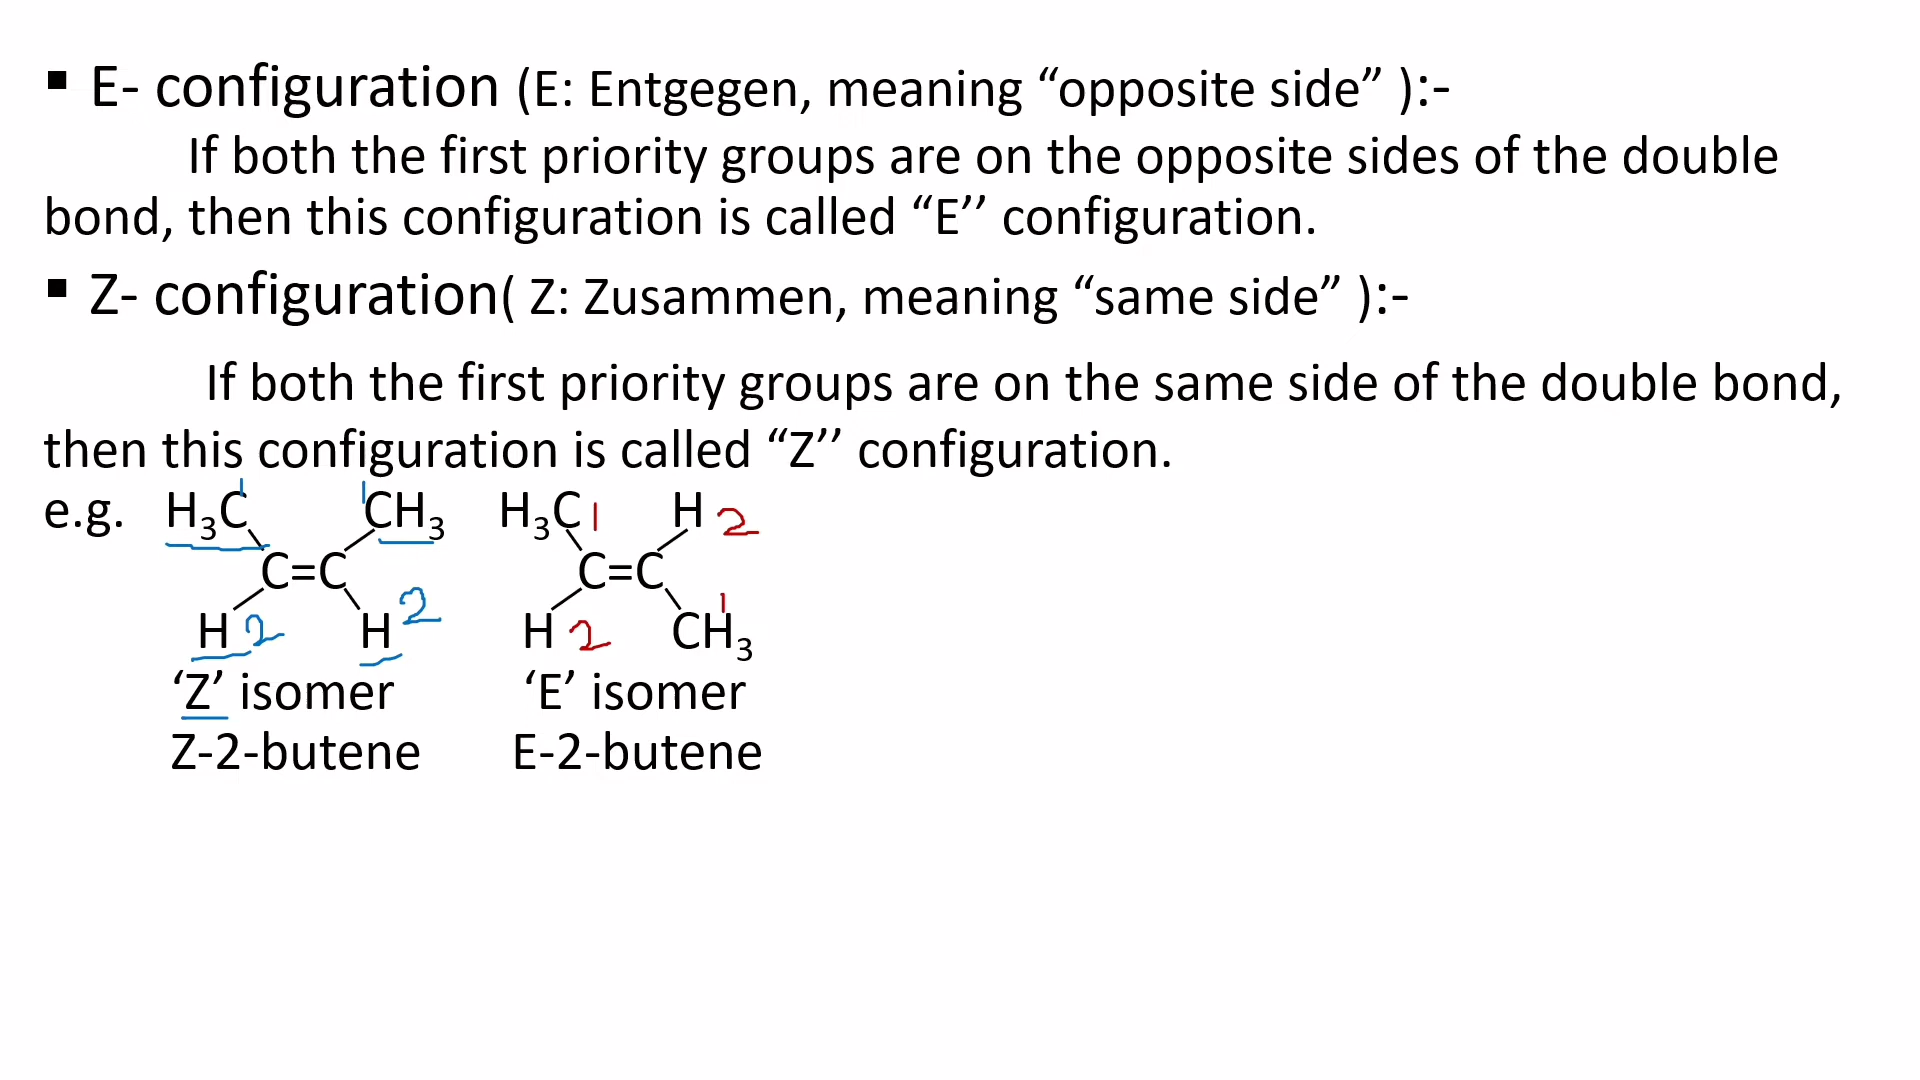 ▪ E- configuration (E: Entgegen, meaning “opposite side” ):-
If both the first priority groups are on the opposite sides of the double
bond, then this configuration is called “E’’ configuration.
▪ Z- configuration( Z: Zusammen, meaning “same side” ):-
If both the first priority groups are on the same side of the double bond,
then this configuration is called “Z’’ configuration.
e.g. H₃C 1 1 CH₃ H₃C 1 H 2
C=C C=C
H 2 H 2 H 2 CH₃ 1
‘Z’ isomer ‘E’ isomer
Z-2-butene E-2-butene